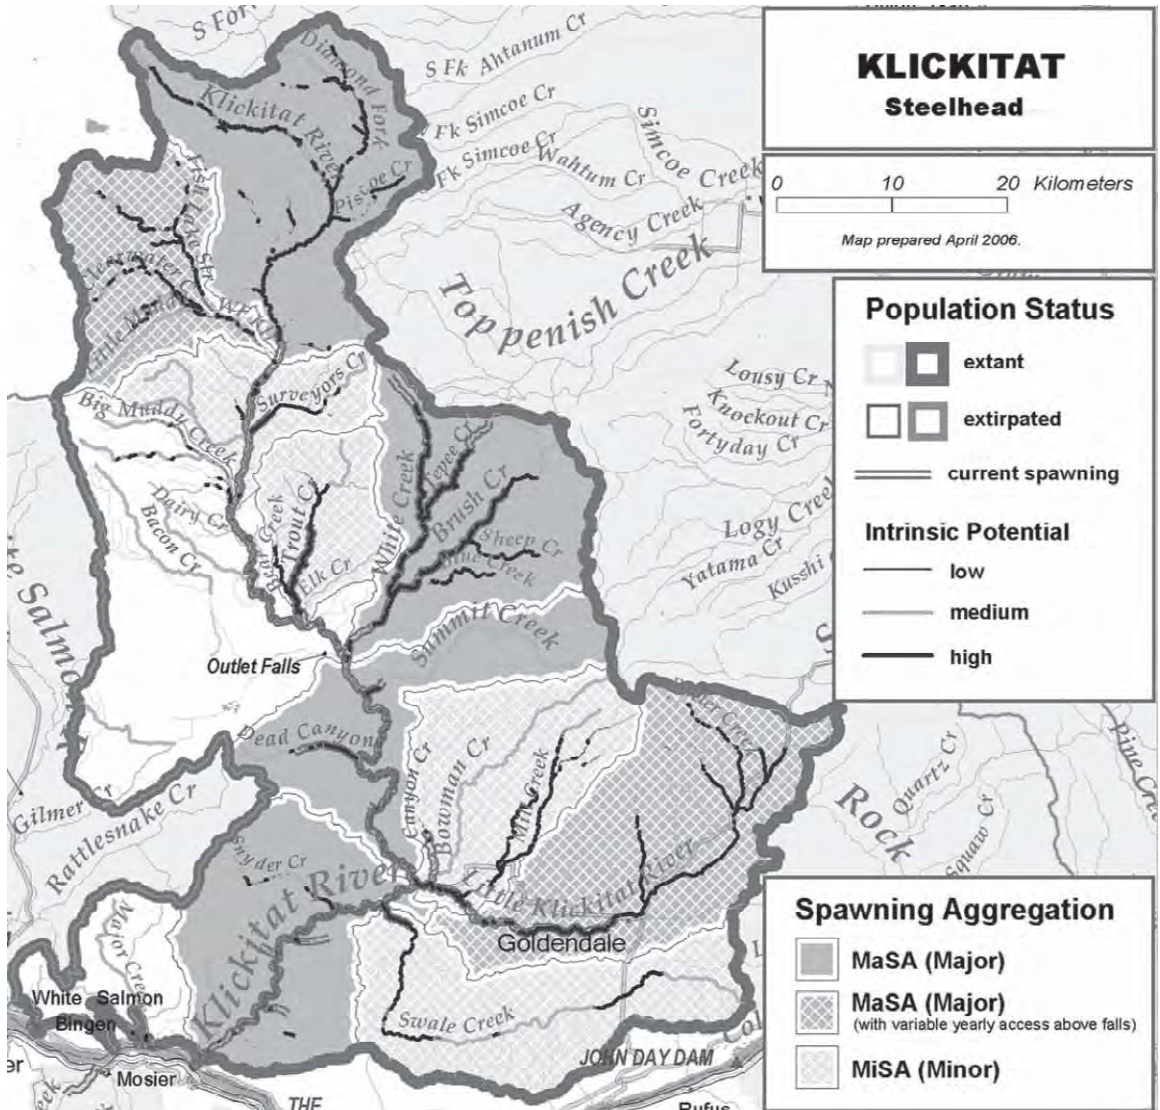 KLICKITAT
Steelhead
0 10 20 Kilometers
Map prepared April 2006.
Population Status
extant
extirpated
current spawning
Intrinsic Potential
low
medium
high
Spawning Aggregation
MaSA (Major)
MaSA (Major)
(with variable yearly access above falls)
MiSA (Minor)
S Fk Ahtanum Cr
Fk Simcoe Cr
Fk Simcoe Cr
Wahtum Cr
Simcoe Creek
Agency Creek
Toppenish Creek
Diamond Fork
Klickitat River
Piscoe Cr
Surveyors Cr
Big Muddy Creek
Lousy Cr
Knockout Cr
Fortyday Cr
Logy Creek
Yatama Cr
Kusshi
Dairy Cr
Bacon Cr
Trout Cr
Elk Cr
White Creek
Tepee Cr
Brush Cr
Sheep Cr
Summit Creek
Outlet Falls
Dead Canyon
Canyon Cr
Bowman Cr
Mill Creek
Little Klickitat River
Goldendale
Gilmer Cr
Rattlesnake Cr
Snyder Cr
Klickitat River
Major Creek
White Salmon
Bingen
Mosier
Swale Creek
JOHN DAY DAM
THE
Rufus
Rock
Quartz Cr
Squaw Cr